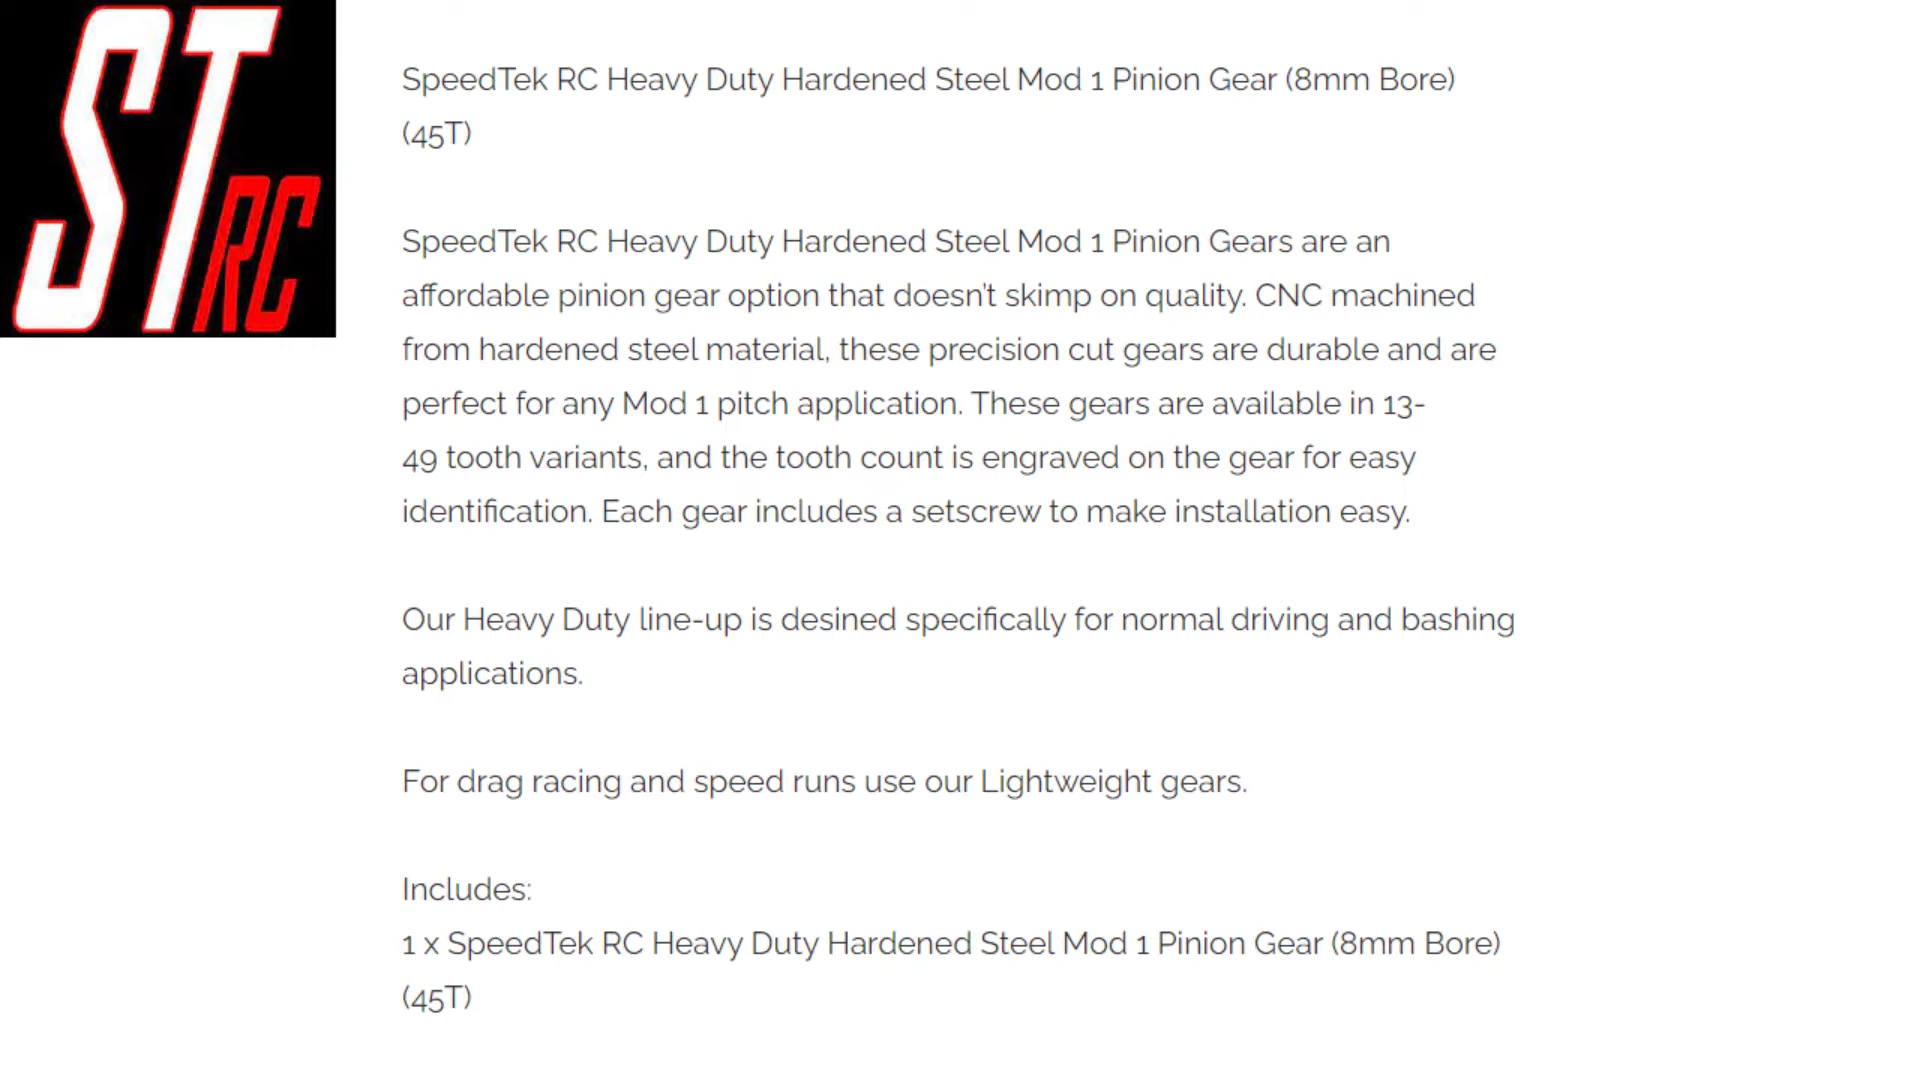 ST
RC
SpeedTek RC Heavy Duty Hardened Steel Mod 1 Pinion Gear (8mm Bore)
(45T)
SpeedTek RC Heavy Duty Hardened Steel Mod 1 Pinion Gears are an
affordable pinion gear option that doesn't skimp on quality. CNC machined
from hardened steel material, these precision cut gears are durable and are
perfect for any Mod 1 pitch application. These gears are available in 13-
49 tooth variants, and the tooth count is engraved on the gear for easy
identification. Each gear includes a setscrew to make installation easy.
Our Heavy Duty line-up is desined specifically for normal driving and bashing
applications.
For drag racing and speed runs use our Lightweight gears.
Includes:
1 x SpeedTek RC Heavy Duty Hardened Steel Mod 1 Pinion Gear (8mm Bore)
(45T)